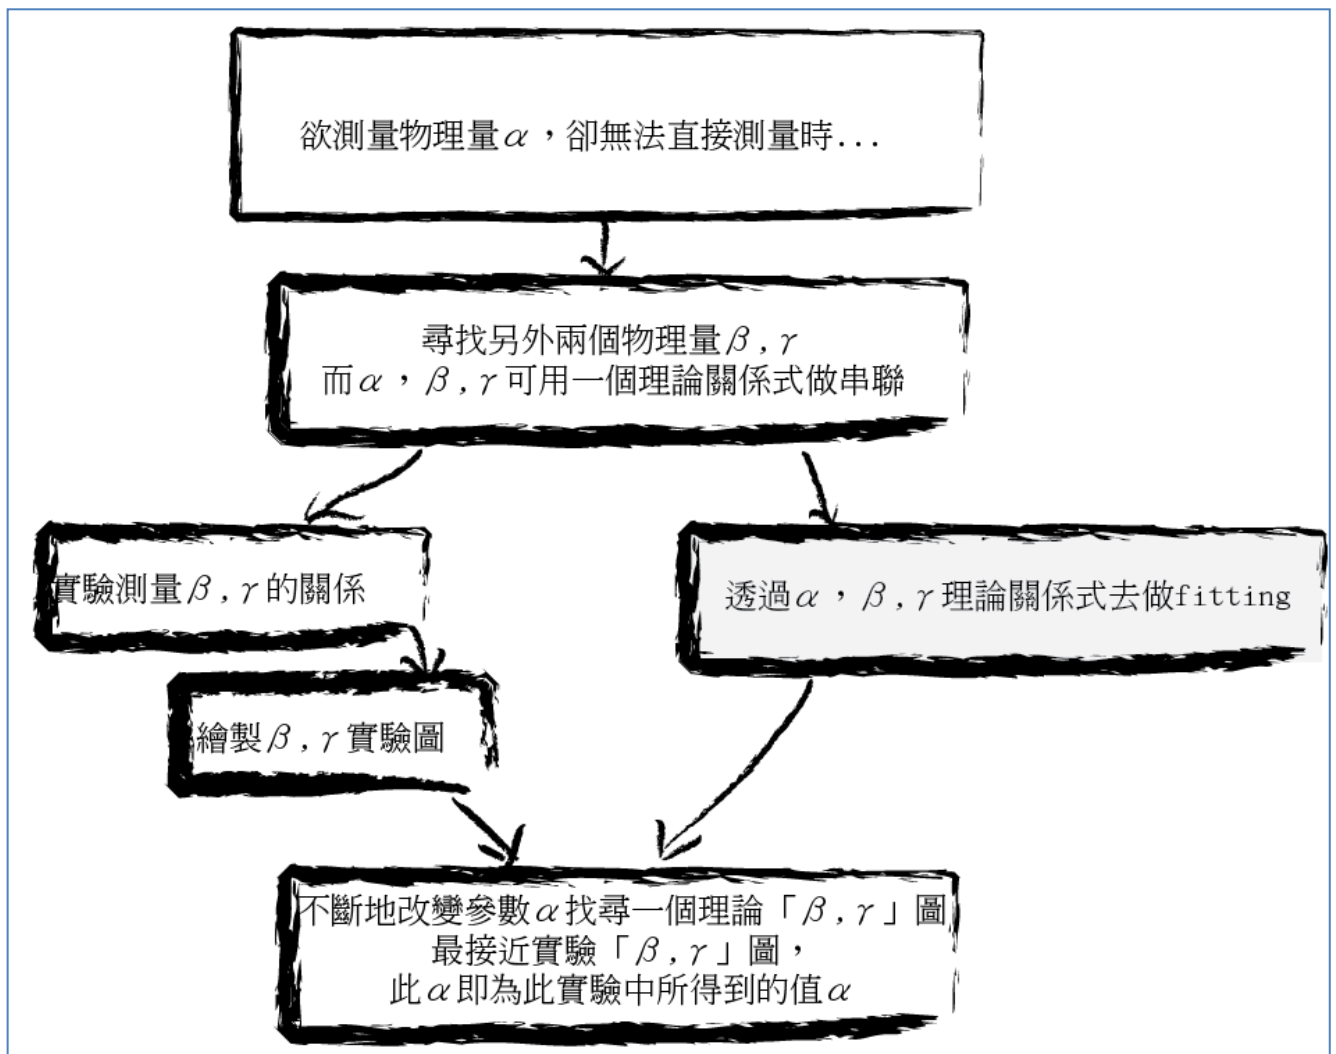 欲測量物理量α，卻無法直接測量時...
尋找另外兩個物理量β,γ
而α，β,γ可用一個理論關係式做串聯
實驗測量β,γ的關係
透過α，β,γ理論關係式去做fitting
繪製β,γ實驗圖
不斷地改變參數α找尋一個理論「β,γ」圖
最接近實驗「β,γ」圖，
此α即為此實驗中所得到的值α